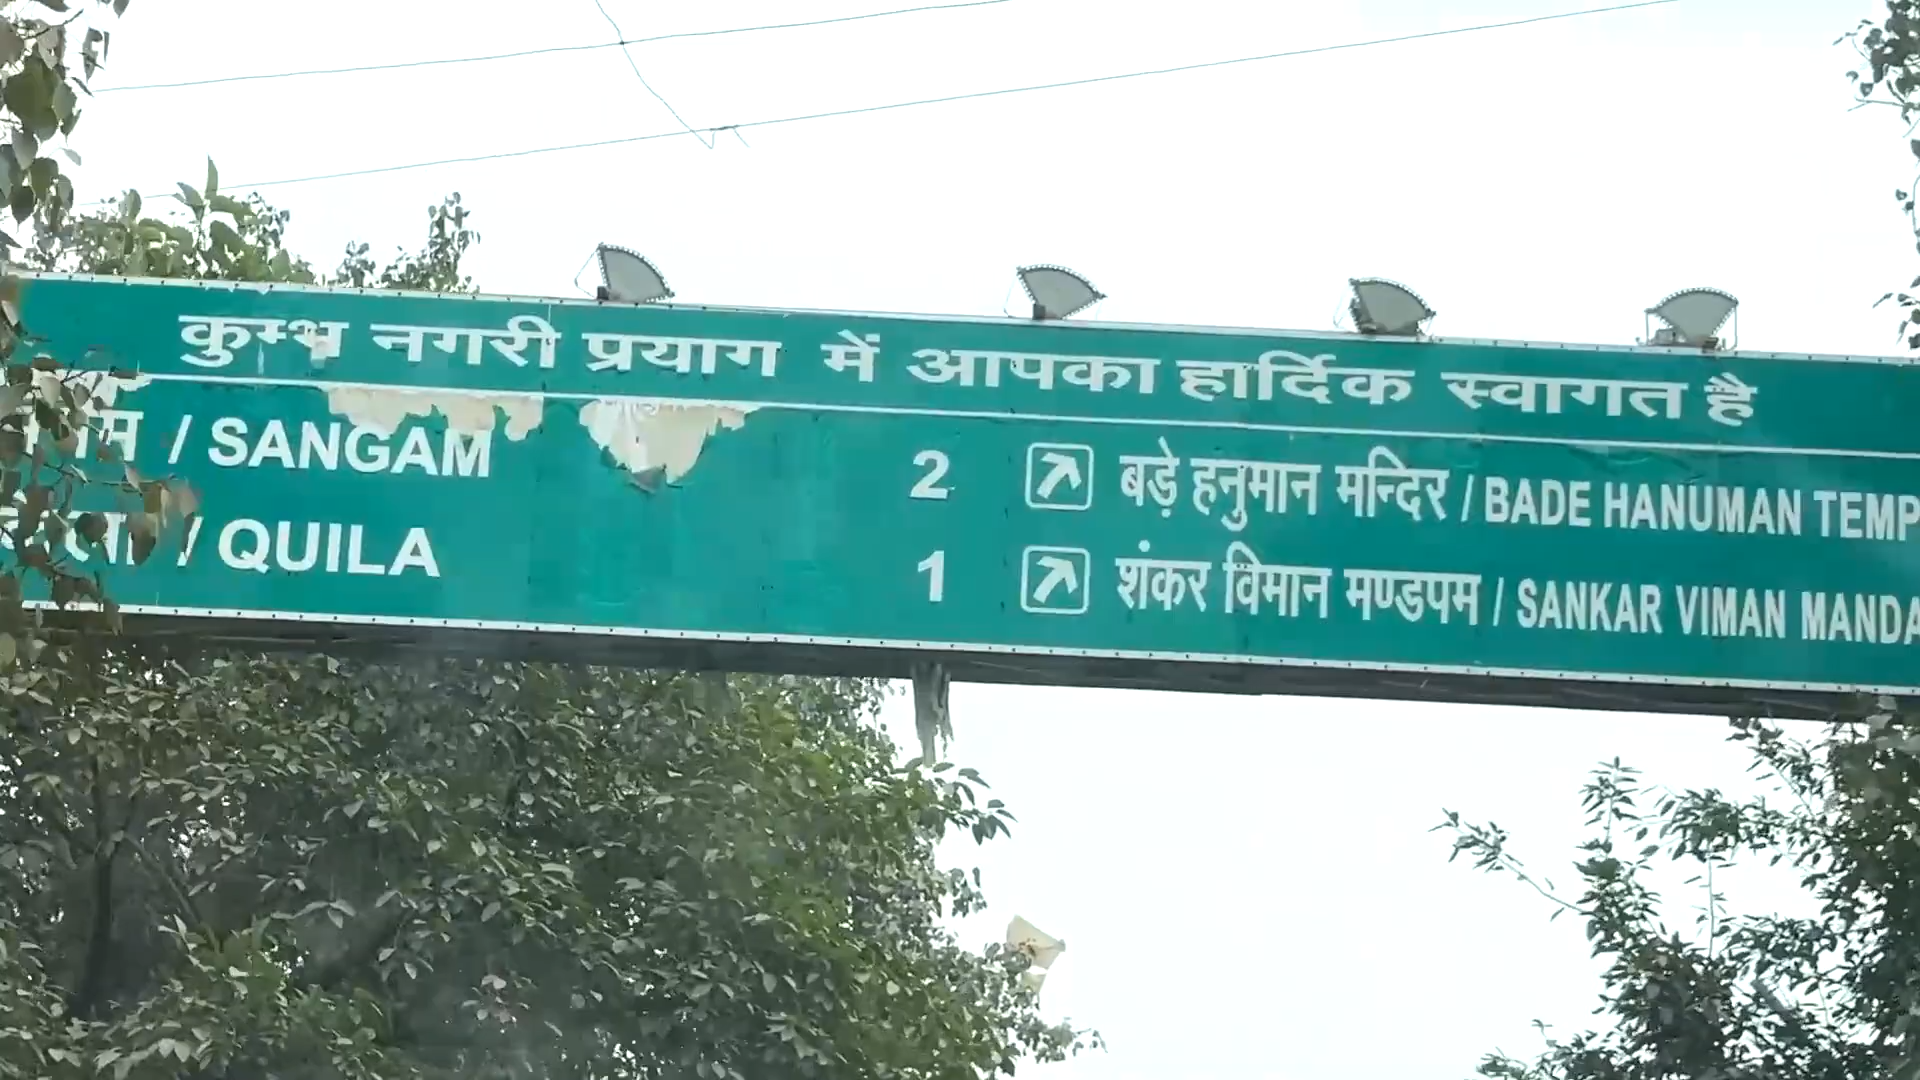 कुम्भ नगरी प्रयाग में आपका हार्दिक स्वागत है
/ SANGAM 2
/ QUILA 1
बड़े हनुमान मन्दिर / BADE HANUMAN TEMP
शंकर विमान मण्डपम / SANKAR VIMAN MANDA